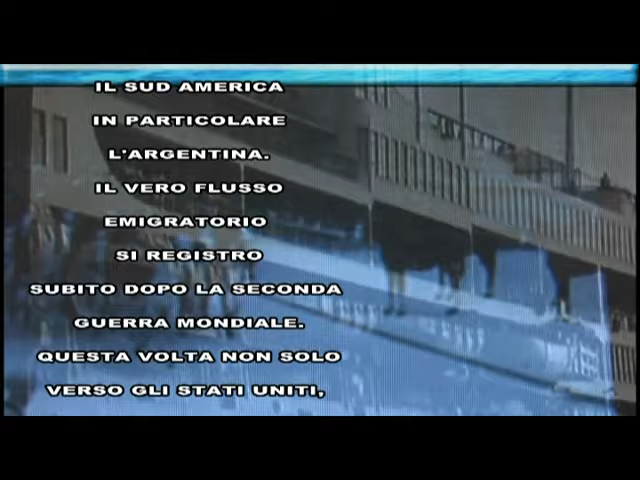 IL SUD AMERICA
IN PARTICOLARE
L'ARGENTINA.
IL VERO FLUSSO
EMIGRATORIO
SI REGISTRO
SUBITO DOPO LA SECONDA
GUERRA MONDIALE.
QUESTA VOLTA NON SOLO
VERSO GLI STATI UNITI,